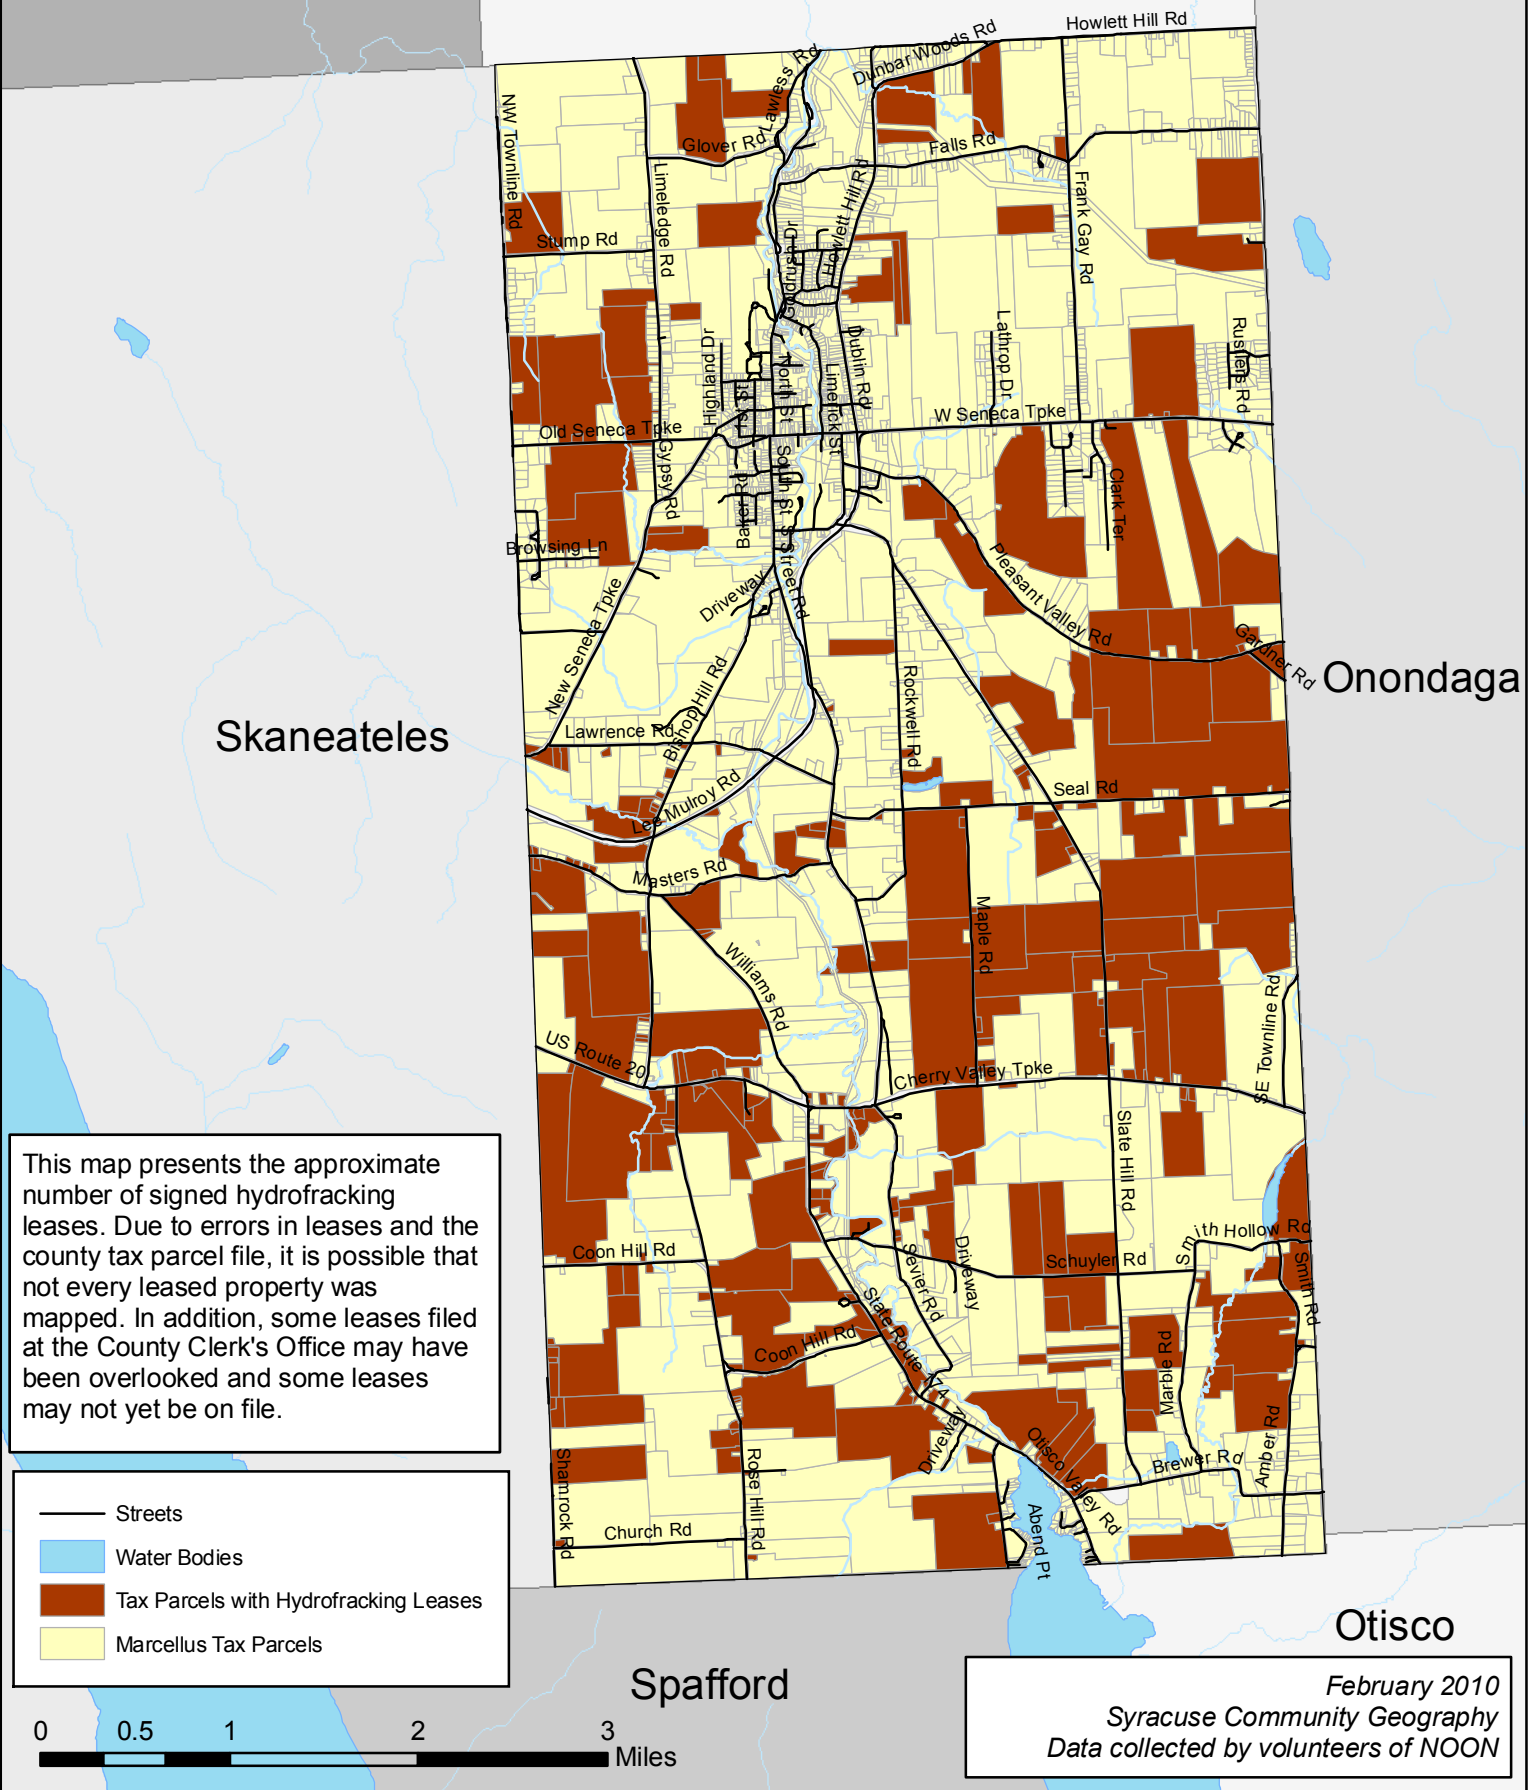 Howlett Hill Rd
Dunbar Woods Rd
Lawless Rd
NW Townline Rd
Glover Rd
Falls Rd
Limeledge Rd
Howlett Hill Rd
Frank Gay Rd
Stump Rd
Highland Dr
North St
Limerick St
Dublin Rd
Lathrop Dr
Rustlers Rd
W Seneca Tpke
Old Seneca Tpke
Gypsy Rd
Baker Rd
South St
S Street Rd
Clark Ter
Browsing Ln
Driveway
Pleasant Valley Rd
Gardner Rd
New Seneca Tpke
Bishop Hill Rd
Rockwell Rd
Onondaga
Skaneateles
Lawrence Rd
Lee Mulroy Rd
Seal Rd
Masters Rd
Maple Rd
Williams Rd
SE Townline Rd
US Route 20
Cherry Valley Tpke
Slate Hill Rd
Smith Hollow Rd
Coon Hill Rd
Sevier Rd
Driveway
Schuyler Rd
Smith Rd
State Route 174
Coon Hill Rd
Marble Rd
Amber Rd
Driveway
Otisco Valley Rd
Brewer Rd
Shamrock Rd
Rose Hill Rd
Church Rd
Abend Pt
This map presents the approximate
number of signed hydrofracking
leases. Due to errors in leases and the
county tax parcel file, it is possible that
not every leased property was
mapped. In addition, some leases filed
at the County Clerk's Office may have
been overlooked and some leases
may not yet be on file.
Streets
Water Bodies
Tax Parcels with Hydrofracking Leases
Marcellus Tax Parcels
Otisco
Spafford
0 0.5 1 2 3
Miles
February 2010
Syracuse Community Geography
Data collected by volunteers of NOON